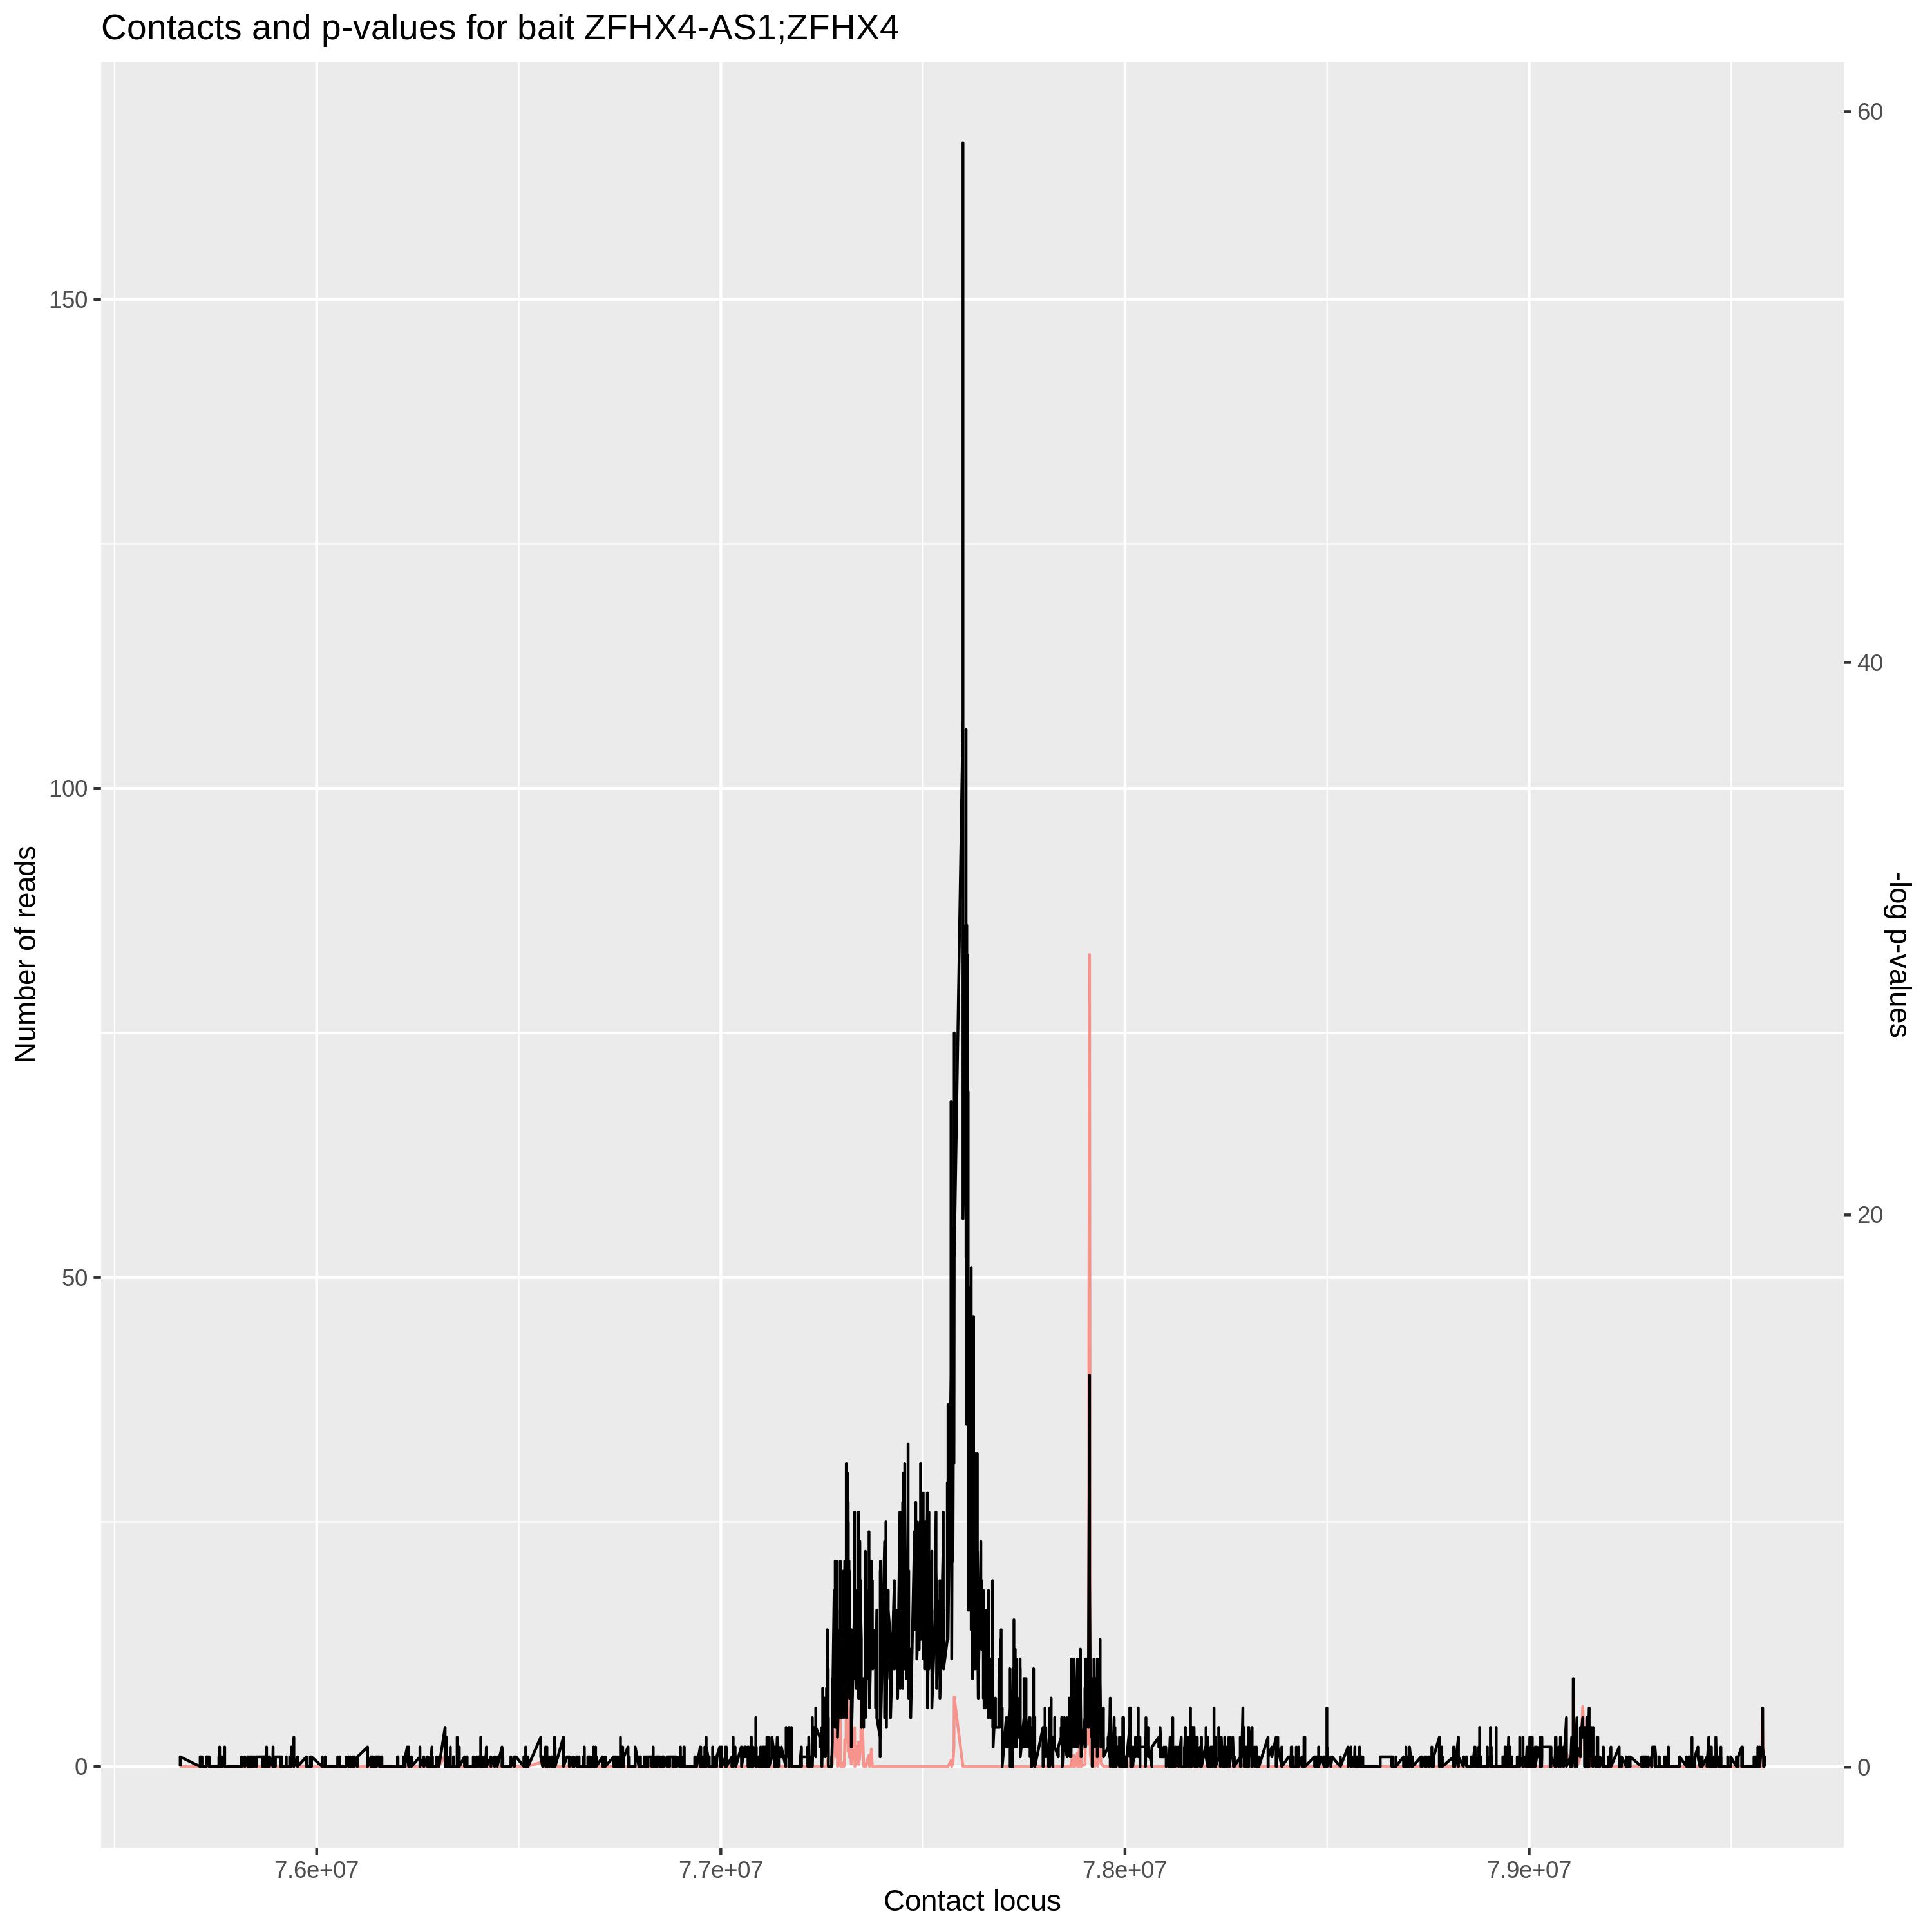 Contacts and p-values for bait ZFHX4-AS1;ZFHX4
60
150
40
100
Number of reads
-log p-values
20
50
0
0
7.6e+07
7.7e+07
7.8e+07
7.9e+07
Contact locus